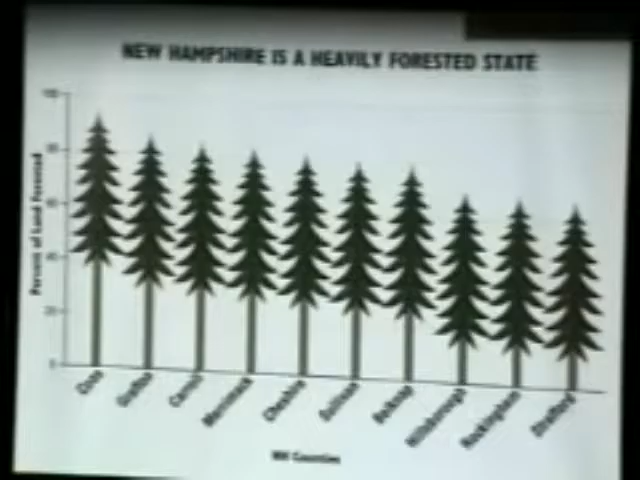 NEW HAMPSHIRE IS A HEAVILY FORESTED STATE
100
80
60
40
20
0
Percent of Land Forested
Coos
Grafton
Carroll
Merrimack
Cheshire
Sullivan
Belknap
Hillsborough
Rockingham
Strafford
NH Counties